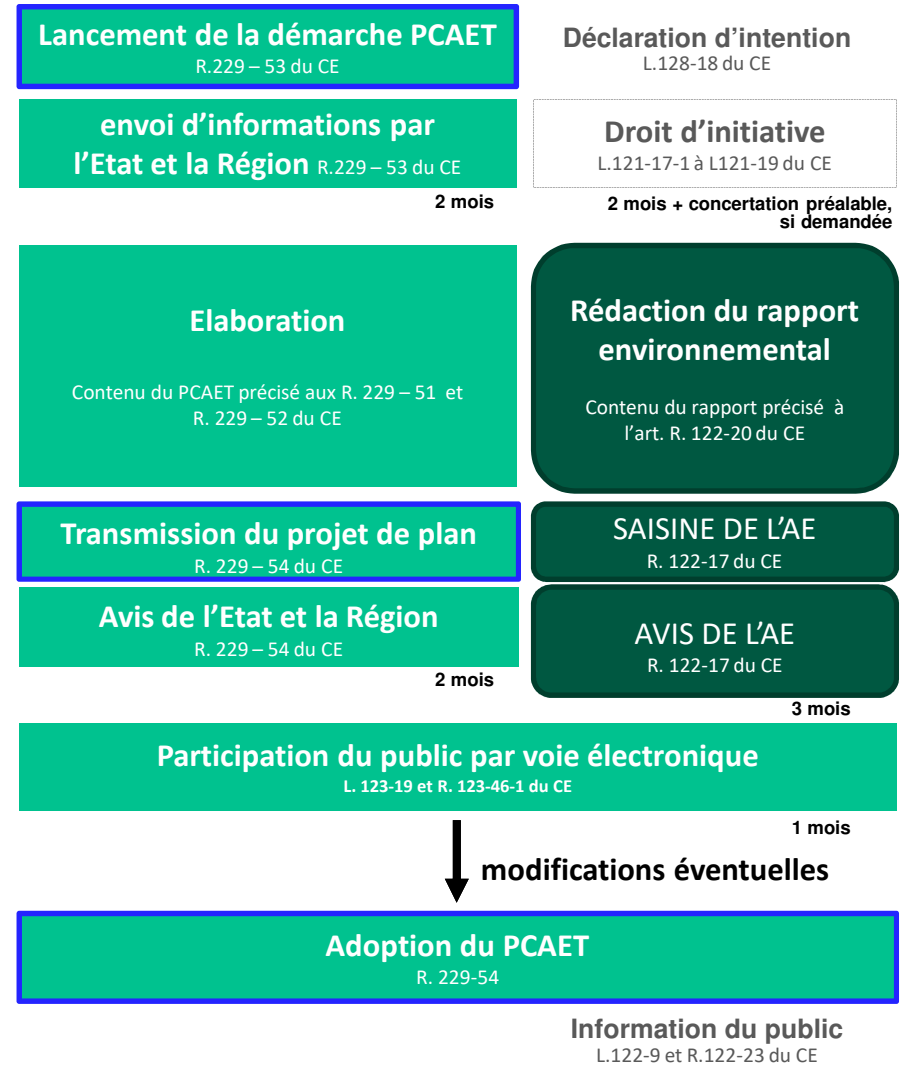 Lancement de la démarche PCAET
R.229 – 53 du CE
Déclaration d'intention
L.128-18 du CE
envoi d'informations par
l'Etat et la Région R.229 – 53 du CE
2 mois
Droit d'initiative
L.121-17-1 à L121-19 du CE
2 mois + concertation préalable,
si demandée
Elaboration
Contenu du PCAET précisé aux R. 229 – 51 et
R. 229 – 52 du CE
Rédaction du rapport
environnemental
Contenu du rapport précisé à
l'art. R. 122-20 du CE
Transmission du projet de plan
R. 229 – 54 du CE
SAISINE DE L'AE
R. 122-17 du CE
Avis de l'Etat et la Région
R. 229 – 54 du CE
2 mois
AVIS DE L'AE
R. 122-17 du CE
3 mois
Participation du public par voie électronique
L. 123-19 et R. 123-46-1 du CE
1 mois
modifications éventuelles
Adoption du PCAET
R. 229-54
Information du public
L.122-9 et R.122-23 du CE